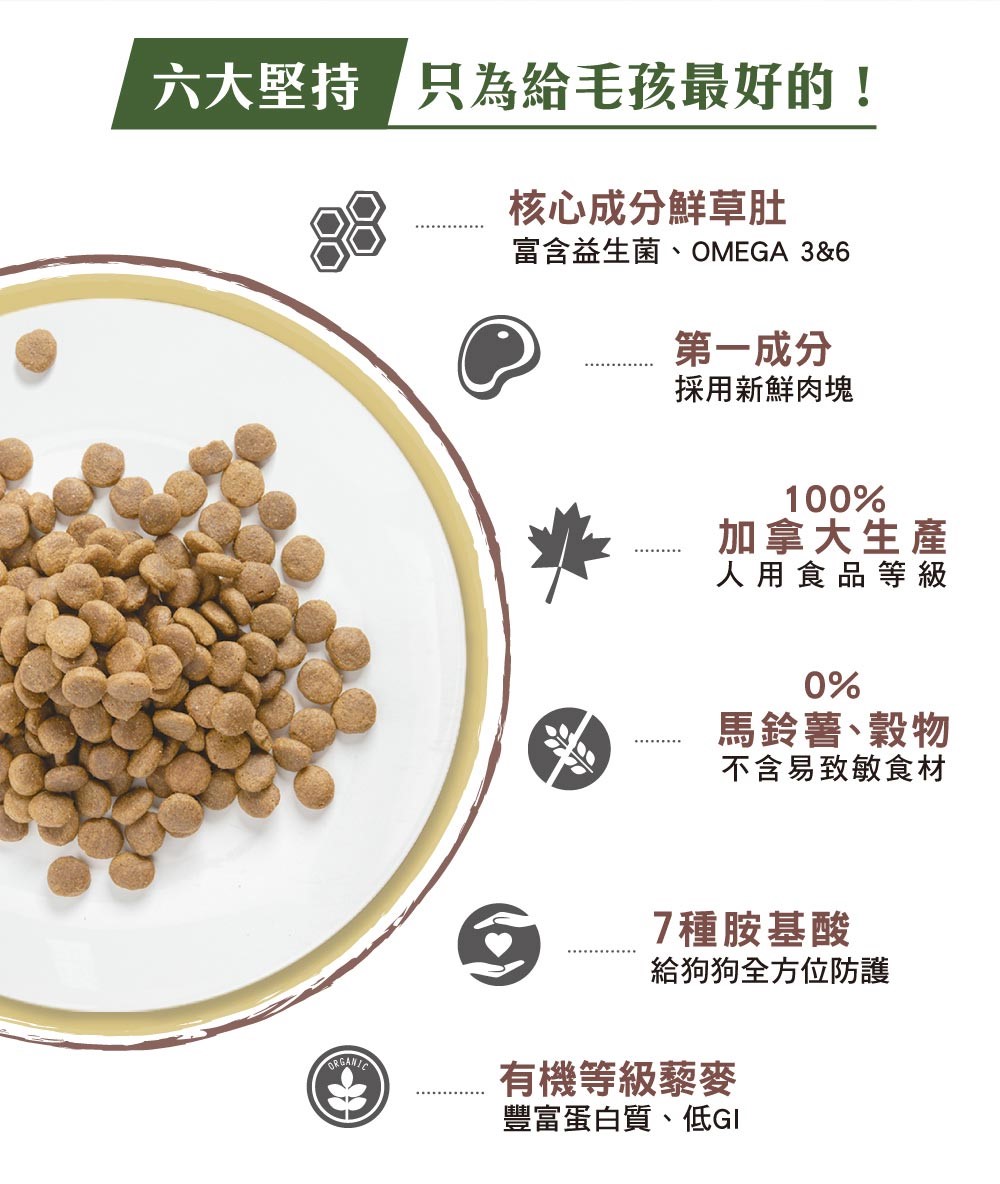 六大堅持 只為給毛孩最好的！
核心成分鮮草肚
富含益生菌、OMEGA 3&6
第一成分
採用新鮮肉塊
100%
加拿大生產
人用食品等級
0%
馬鈴薯、穀物
不含易致敏食材
7種胺基酸
給狗狗全方位防護
ORGANIC
有機等級藜麥
豐富蛋白質、低GI